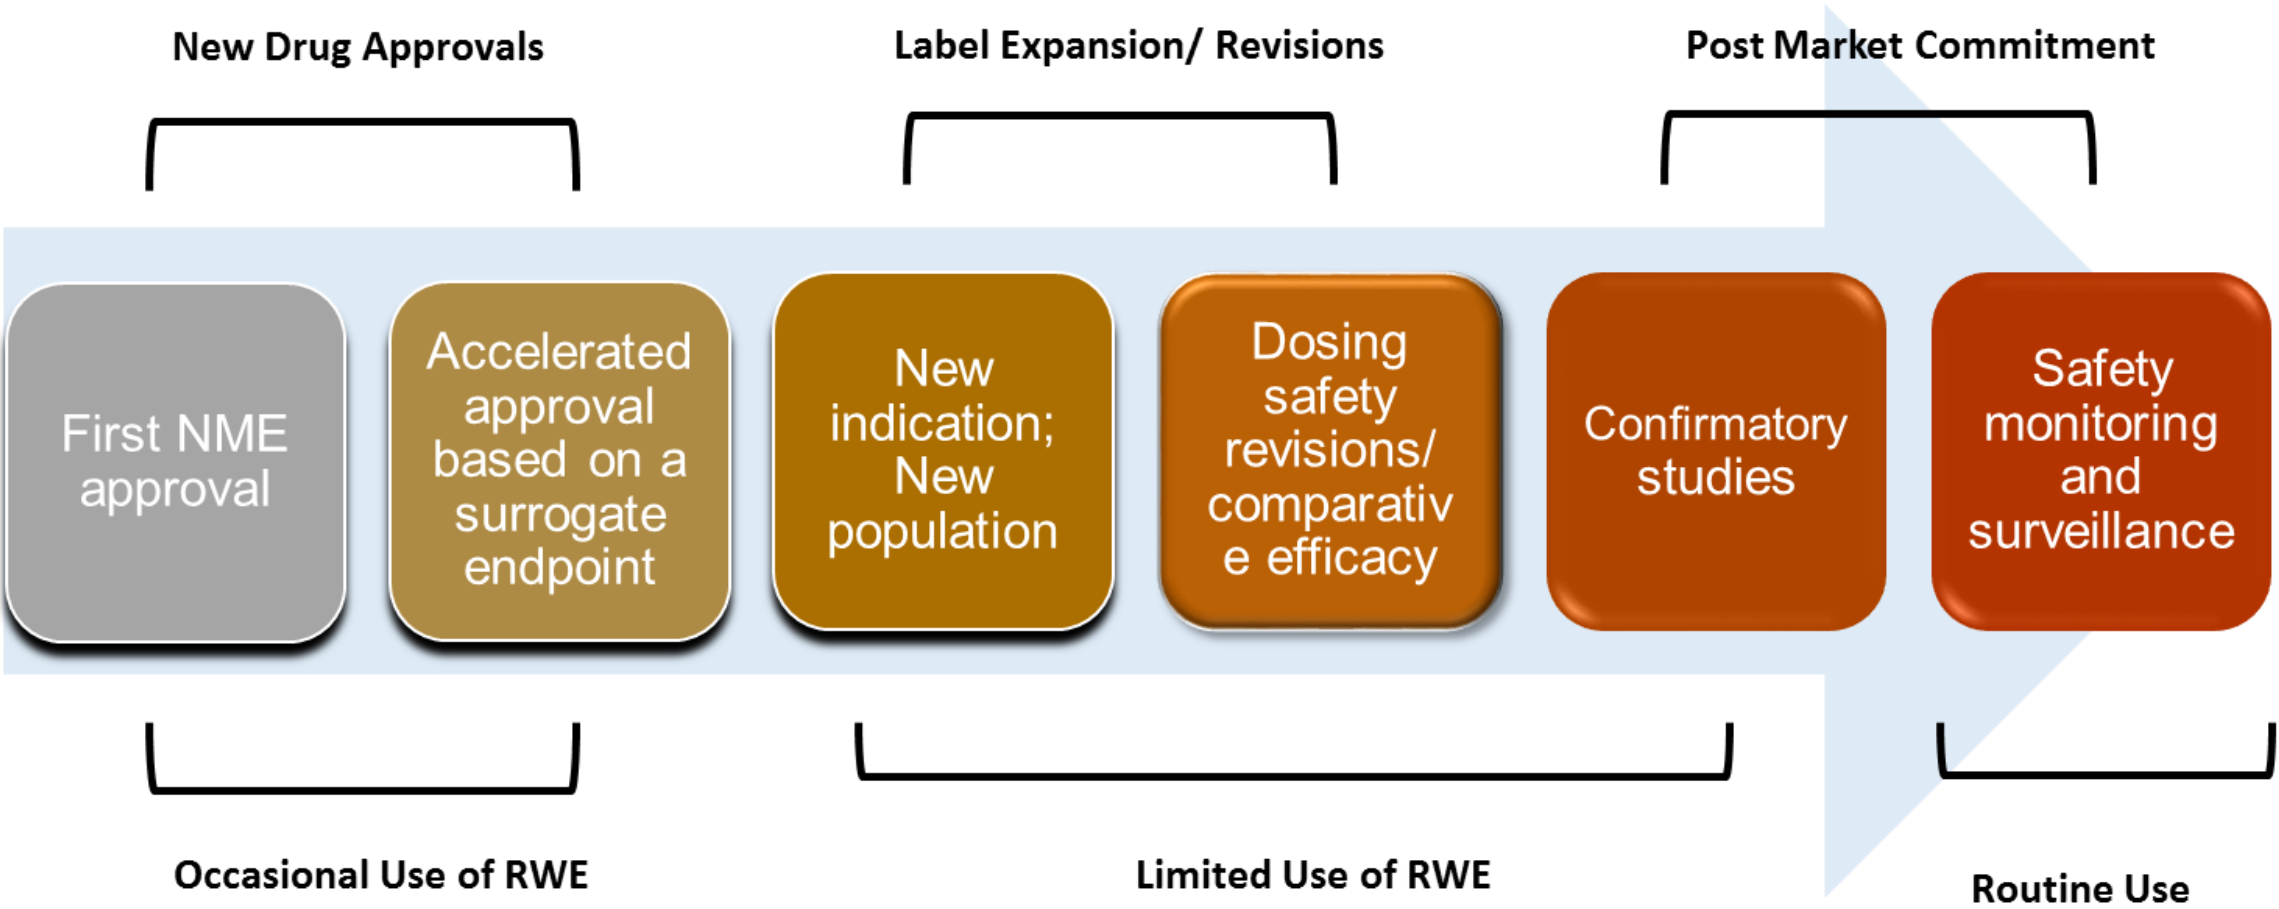 New Drug Approvals
Label Expansion/ Revisions
Post Market Commitment
First NME
approval
Accelerated
approval
based on a
surrogate
endpoint
New
indication;
New
population
Dosing
safety
revisions/
comparativ
e efficacy
Confirmatory
studies
Safety
monitoring
and
surveillance
Occasional Use of RWE
Limited Use of RWE
Routine Use